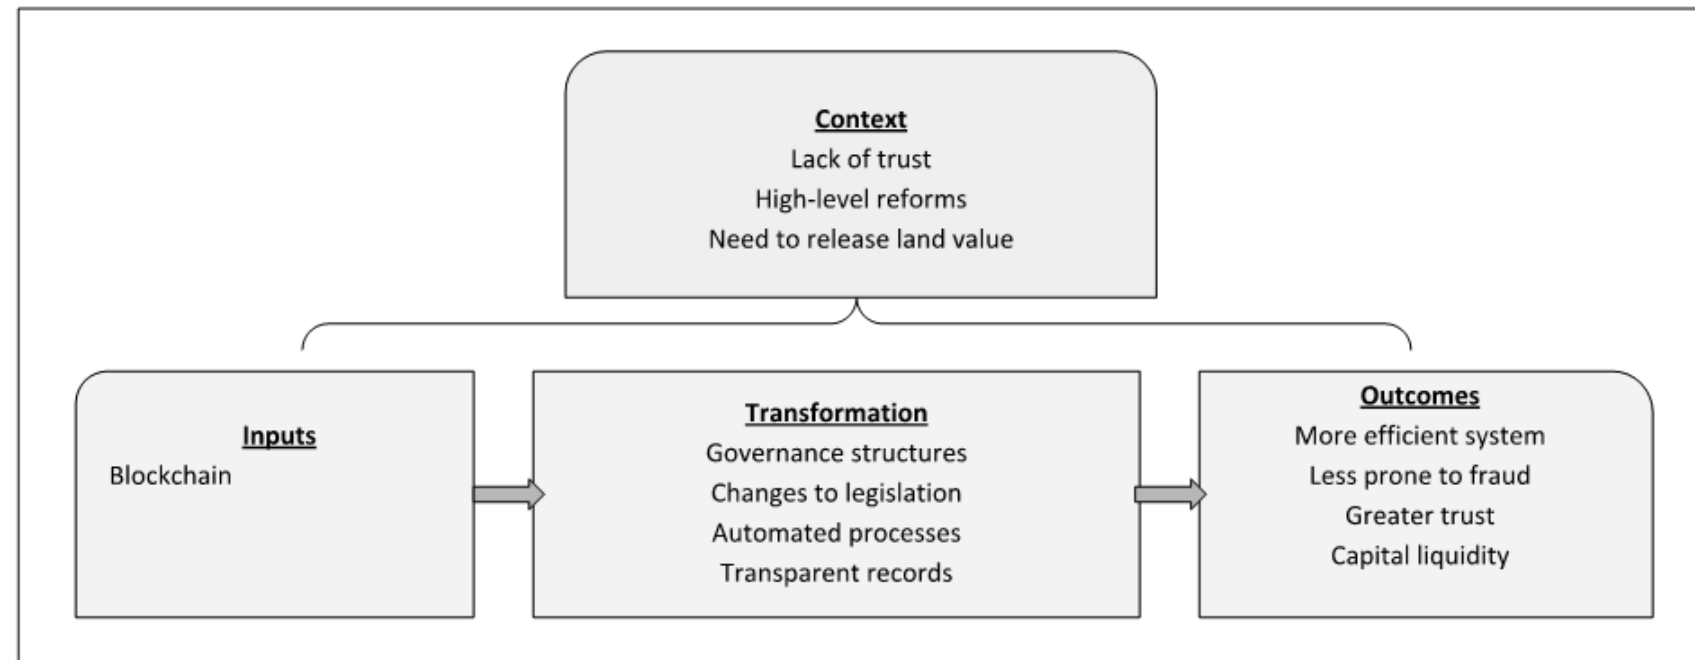 Context
Lack of trust
High-level reforms
Need to release land value
Inputs
Blockchain
Transformation
Governance structures
Changes to legislation
Automated processes
Transparent records
Outcomes
More efficient system
Less prone to fraud
Greater trust
Capital liquidity